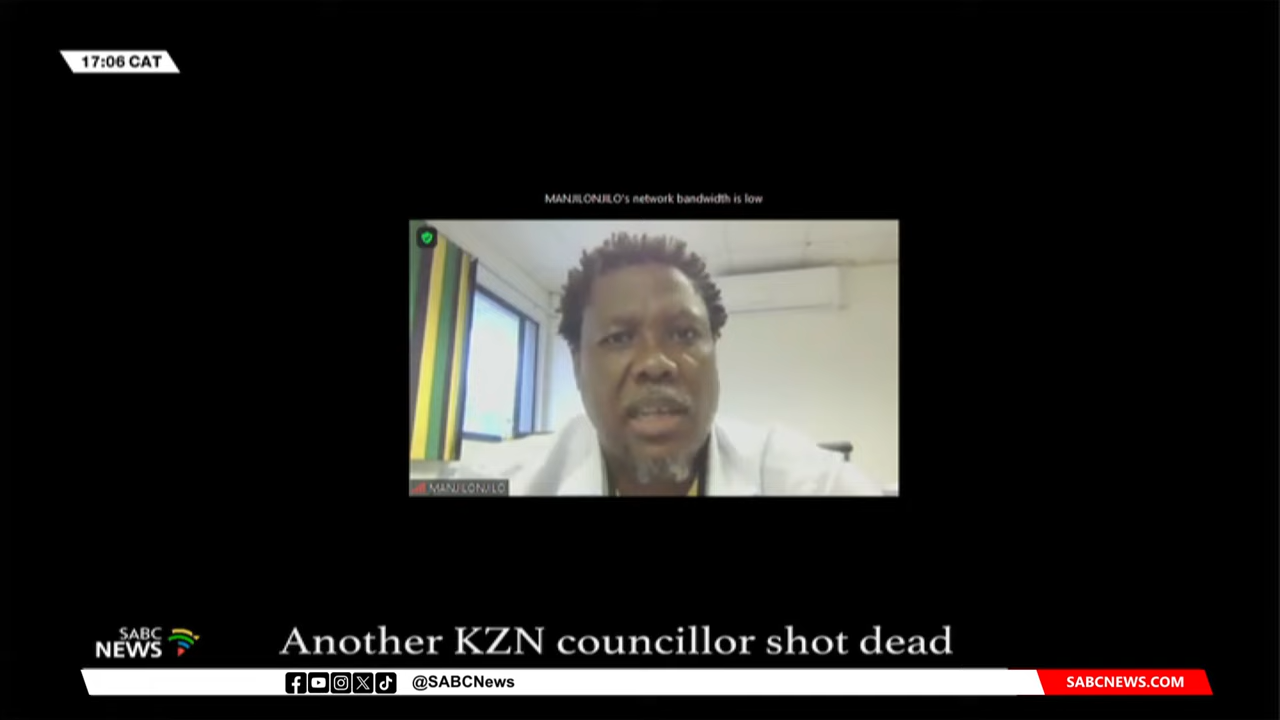 17:06 CAT
MANJILONJILO's network bandwidth is low
MANJILONJILO
SABC
NEWS
Another KZN councillor shot dead
@SABCNews
SABCNEWS.COM